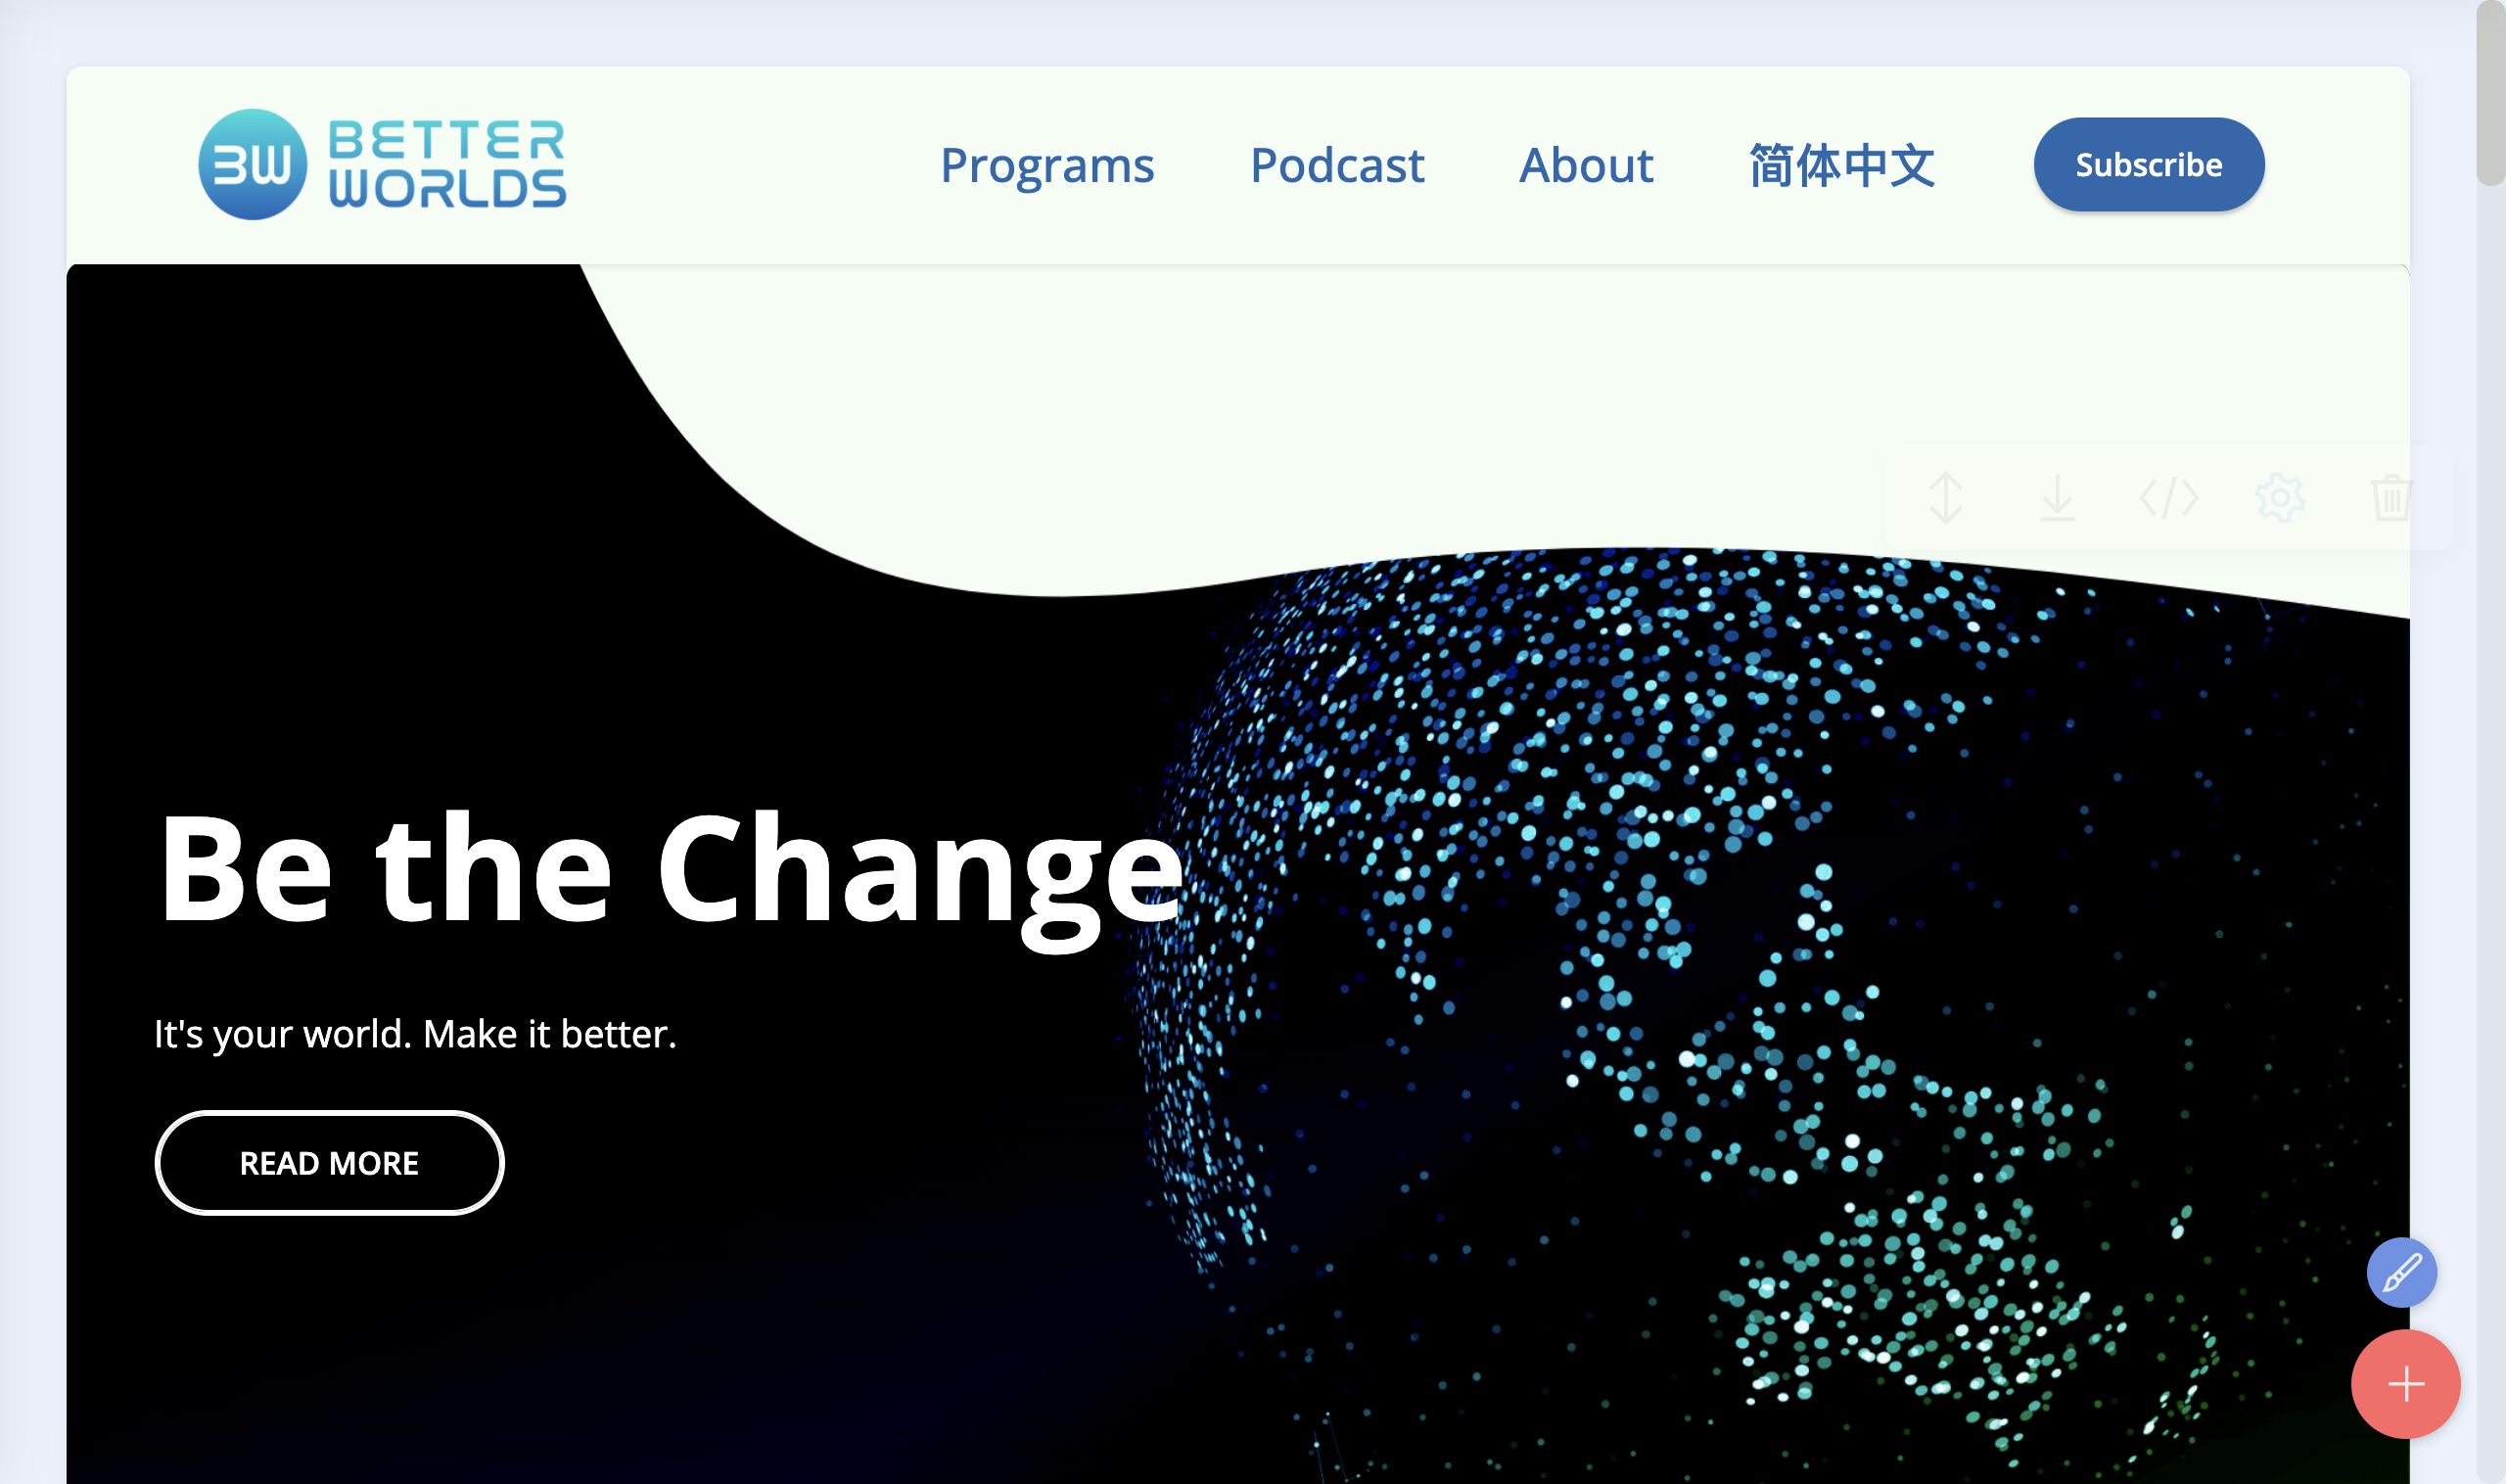 BW
BETTER
WORLDS
Programs
Podcast
About
简体中文
Subscribe
Be the Change
It's your world. Make it better.
READ MORE